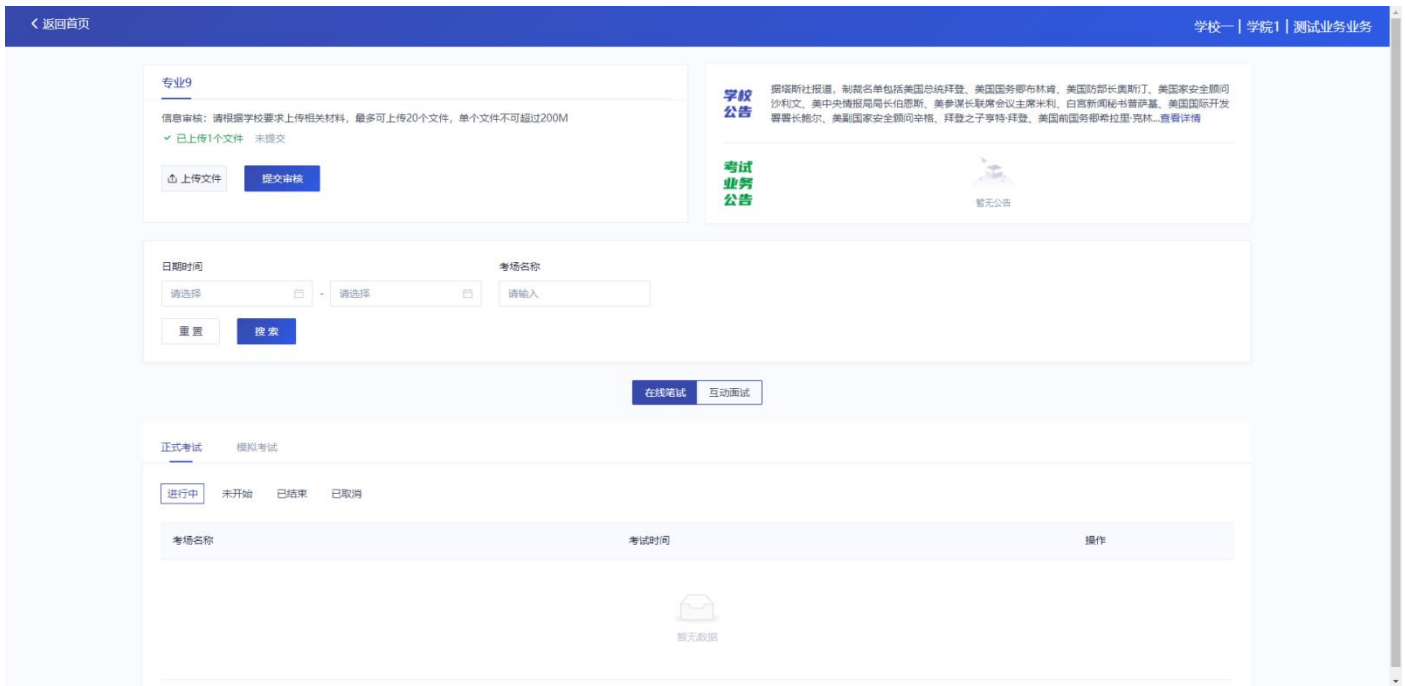 返回首页
学校一 | 学院1 | 测试业务业务
专业9
信息审核：请根据学校要求上传相关材料，最多可上传20个文件，单个文件不可超过200M
已上传1个文件 未提交
上传文件 提交审核
学校
公告
据塔斯社报道，制裁名单包括美国总统拜登、美国国务卿布林肯、美国防部长奥斯汀、美国家安全顾问
沙利文、美中央情报局局长伯恩斯、美参谋长联席会议主席米利、白宫新闻秘书普萨基、美国国际开发
署署长鲍尔、美副国家安全顾问辛格、拜登之子亨特·拜登、美国前国务卿希拉里·克林...查看详情
考试
业务
公告
暂无公告
日期时间 考场名称
请选择 - 请选择 请输入
重置 搜索
在线笔试 互动面试
正式考试 模拟考试
进行中 未开始 已结束 已取消
考场名称 考试时间 操作
暂无数据